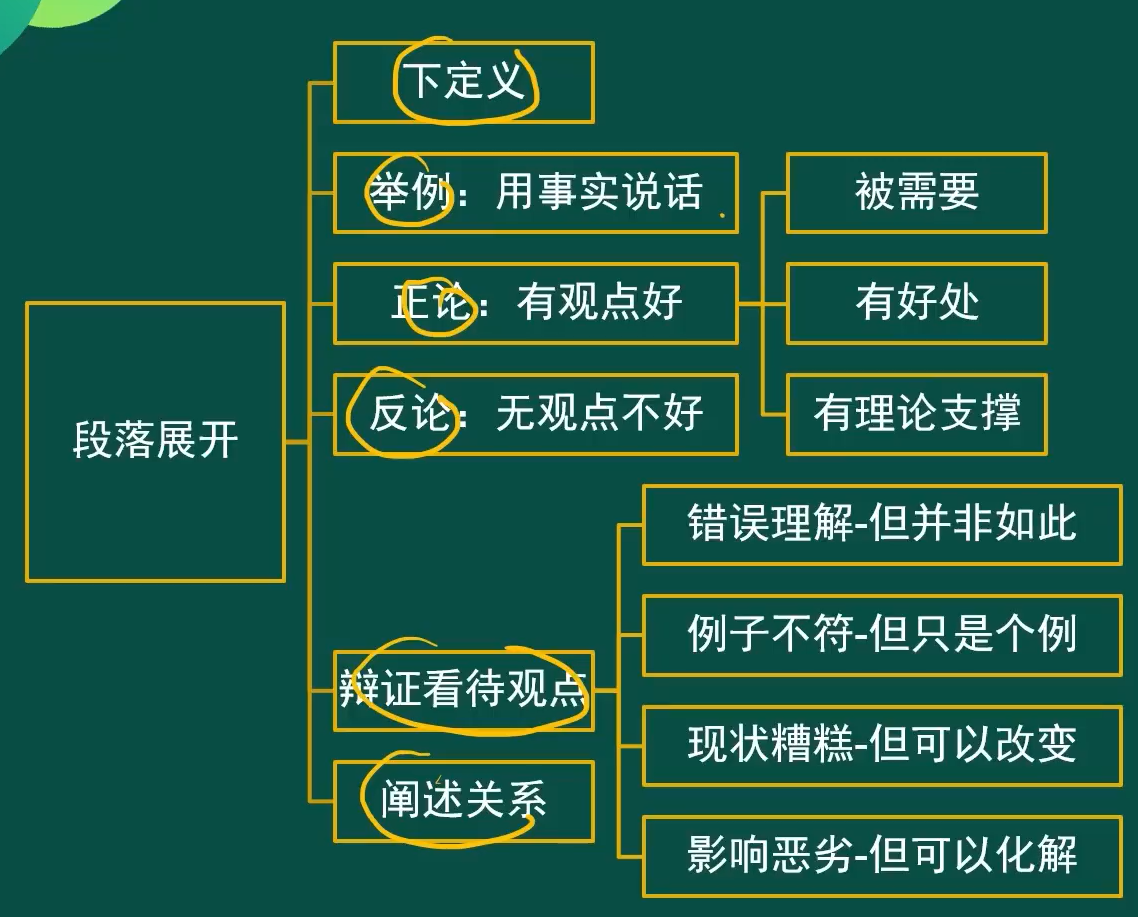 段落展开
下定义
举例：用事实说话
正论：有观点好
被需要
有好处
有理论支撑
反论：无观点不好
辩证看待观点
错误理解-但并非如此
例子不符-但只是个例
现状糟糕-但可以改变
影响恶劣-但可以化解
阐述关系